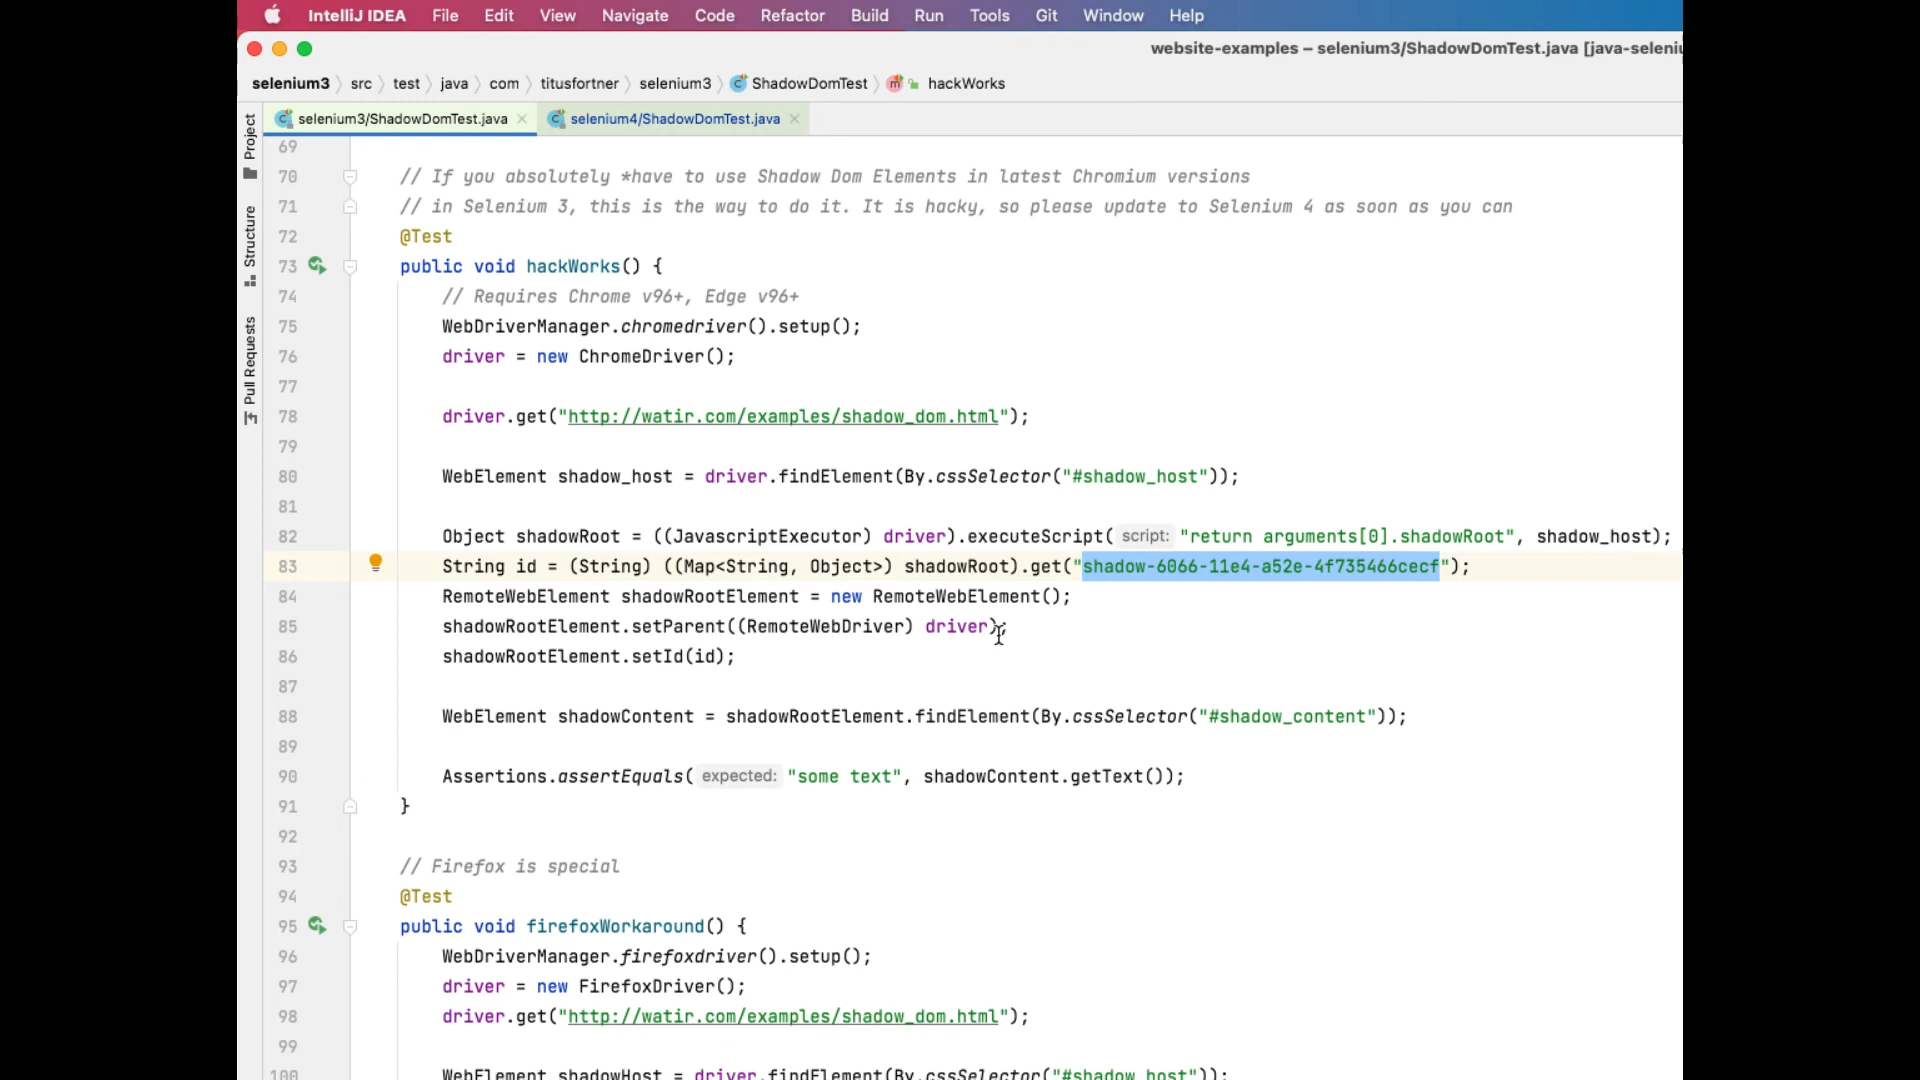 IntelliJ IDEA File Edit View Navigate Code Refactor Build Run Tools Git Window Help
website-examples – selenium3/ShadowDomTest.java [java-seleniu
selenium3 src test java com titusfortner selenium3 ShadowDomTest hackWorks
selenium3/ShadowDomTest.java selenium4/ShadowDomTest.java
Project
Structure
Pull Requests
69
70 // If you absolutely *have to use Shadow Dom Elements in latest Chromium versions
71 // in Selenium 3, this is the way to do it. It is hacky, so please update to Selenium 4 as soon as you can
72 @Test
73 public void hackWorks() {
74 // Requires Chrome v96+, Edge v96+
75 WebDriverManager.chromedriver().setup();
76 driver = new ChromeDriver();
77
78 driver.get("http://watir.com/examples/shadow_dom.html");
79
80 WebElement shadow_host = driver.findElement(By.cssSelector("#shadow_host"));
81
82 Object shadowRoot = ((JavascriptExecutor) driver).executeScript( script: "return arguments[0].shadowRoot", shadow_host);
83 String id = (String) ((Map<String, Object>) shadowRoot).get("shadow-6066-11e4-a52e-4f735466cecf");
84 RemoteWebElement shadowRootElement = new RemoteWebElement();
85 shadowRootElement.setParent((RemoteWebDriver) driver);
86 shadowRootElement.setId(id);
87
88 WebElement shadowContent = shadowRootElement.findElement(By.cssSelector("#shadow_content"));
89
90 Assertions.assertEquals( expected: "some text", shadowContent.getText());
91 }
92
93 // Firefox is special
94 @Test
95 public void firefoxWorkaround() {
96 WebDriverManager.firefoxdriver().setup();
97 driver = new FirefoxDriver();
98 driver.get("http://watir.com/examples/shadow_dom.html");
99
100 WebElement shadowHost = driver.findElement(By.cssSelector("#shadow_host"));